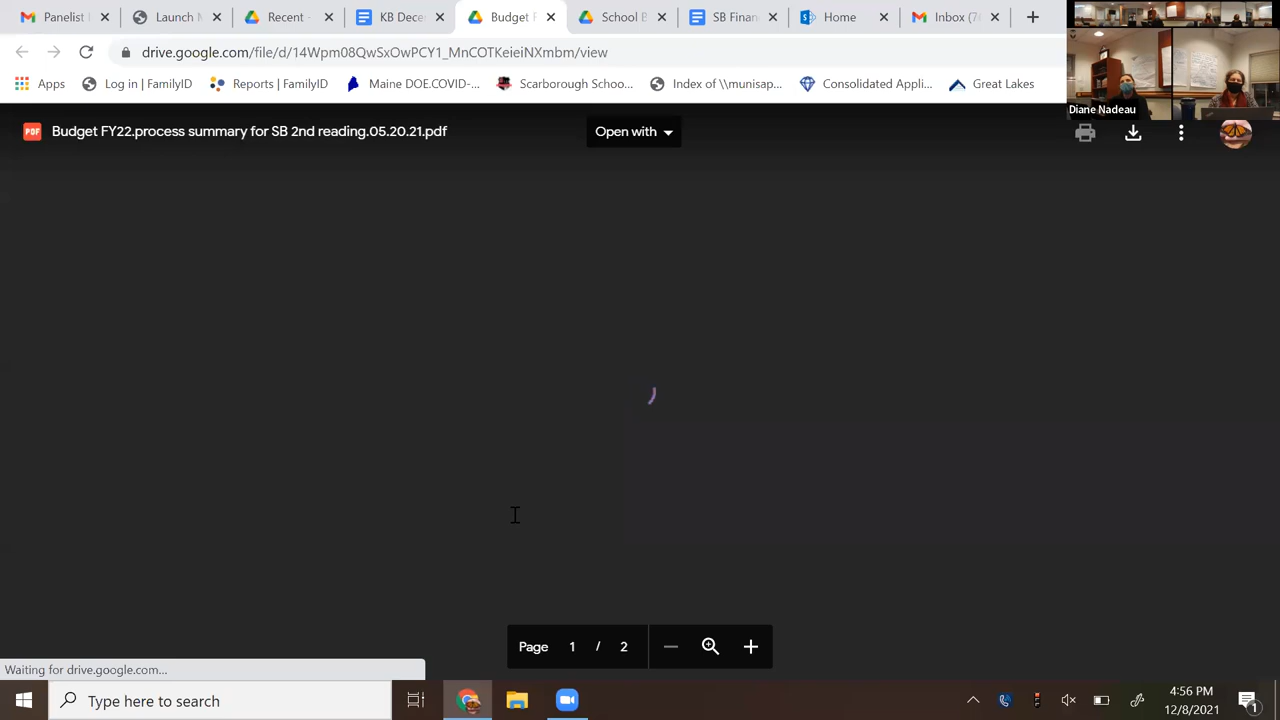 Panelist
Launch M
Recent -
KB Dece
Budget F
School B
SB Finan
Home
Inbox (7
drive.google.com/file/d/14Wpm08QwSxOwPCY1_MnCOTKeieiNXmbm/view
Apps
Log in | FamilyID
Reports | FamilyID
Maine DOE.COVID-...
Scarborough Schoo...
Index of \\munisap...
Consolidated Appli...
Great Lakes
Diane Nadeau
PDF
Budget FY22.process summary for SB 2nd reading.05.20.21.pdf
Open with
Page 1 / 2
Waiting for drive.google.com...
Type here to search
4:56 PM
12/8/2021
1